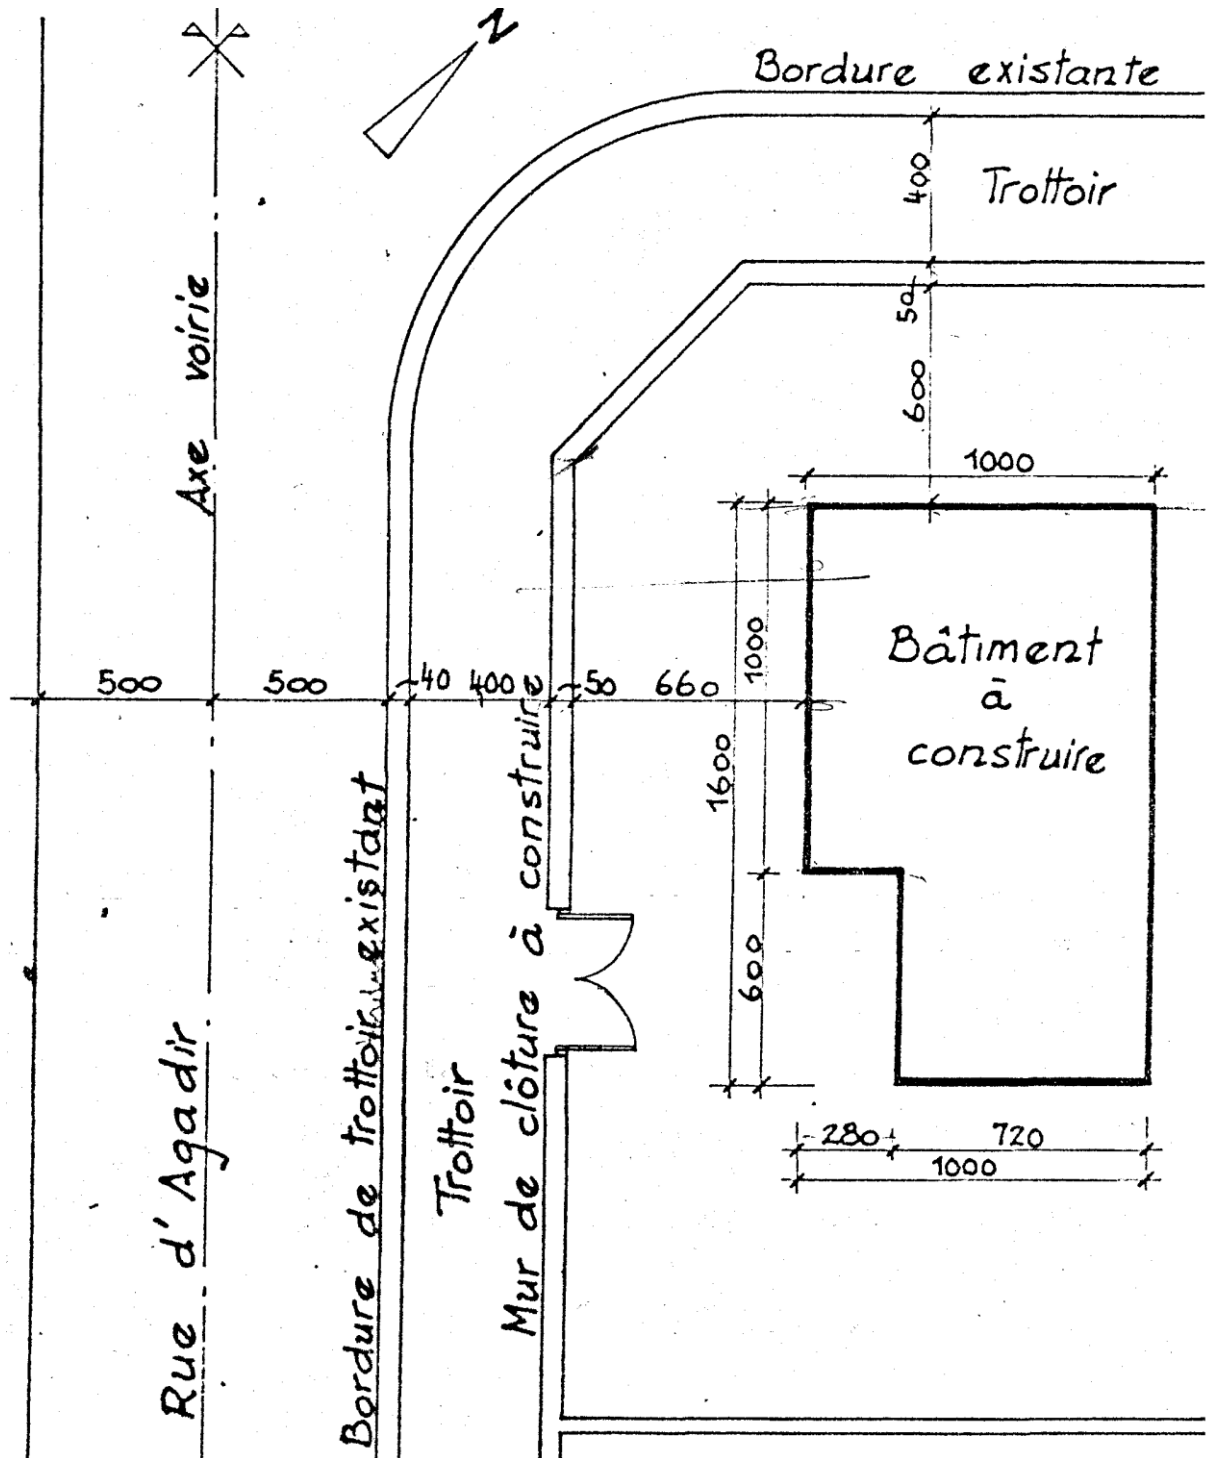 N
Bordure existante
400
Trottoir
50
600
Axe voirie
1000
1000
1600
600
Bâtiment
à
construire
500
500
40
400
50
660
280
720
1000
Rue d'Agadir
Bordure de trottoir existant
Trottoir
Mur de clôture à construire